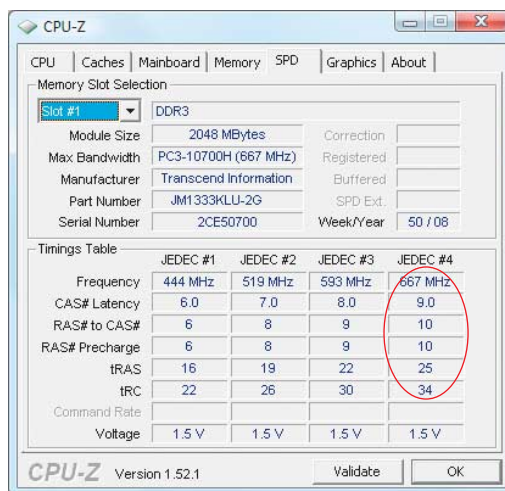 CPU-Z
CPU Caches Mainboard Memory SPD Graphics About
Memory Slot Selection
Slot #1 DDR3
Module Size 2048 MBytes Correction
Max Bandwidth PC3-10700H (667 MHz) Registered
Manufacturer Transcend Information Buffered
Part Number JM1333KLU-2G SPD Ext.
Serial Number 2CE50700 Week/Year 50 / 08
Timings Table
JEDEC #1 JEDEC #2 JEDEC #3 JEDEC #4
Frequency 444 MHz 519 MHz 593 MHz 667 MHz
CAS# Latency 6.0 7.0 8.0 9.0
RAS# to CAS# 6 8 9 10
RAS# Precharge 6 8 9 10
tRAS 16 19 22 25
tRC 22 26 30 34
Command Rate
Voltage 1.5 V 1.5 V 1.5 V 1.5 V
CPU-Z Version 1.52.1 Validate OK